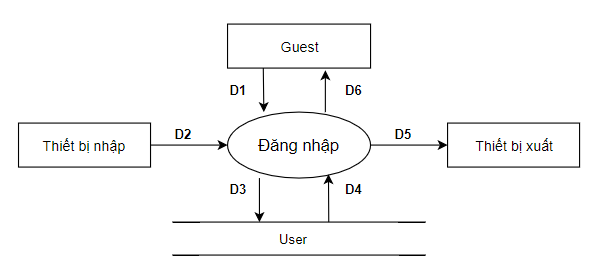 Guest
D1
D6
Thiết bị nhập
D2
Đăng nhập
D5
Thiết bị xuất
D3
D4
User